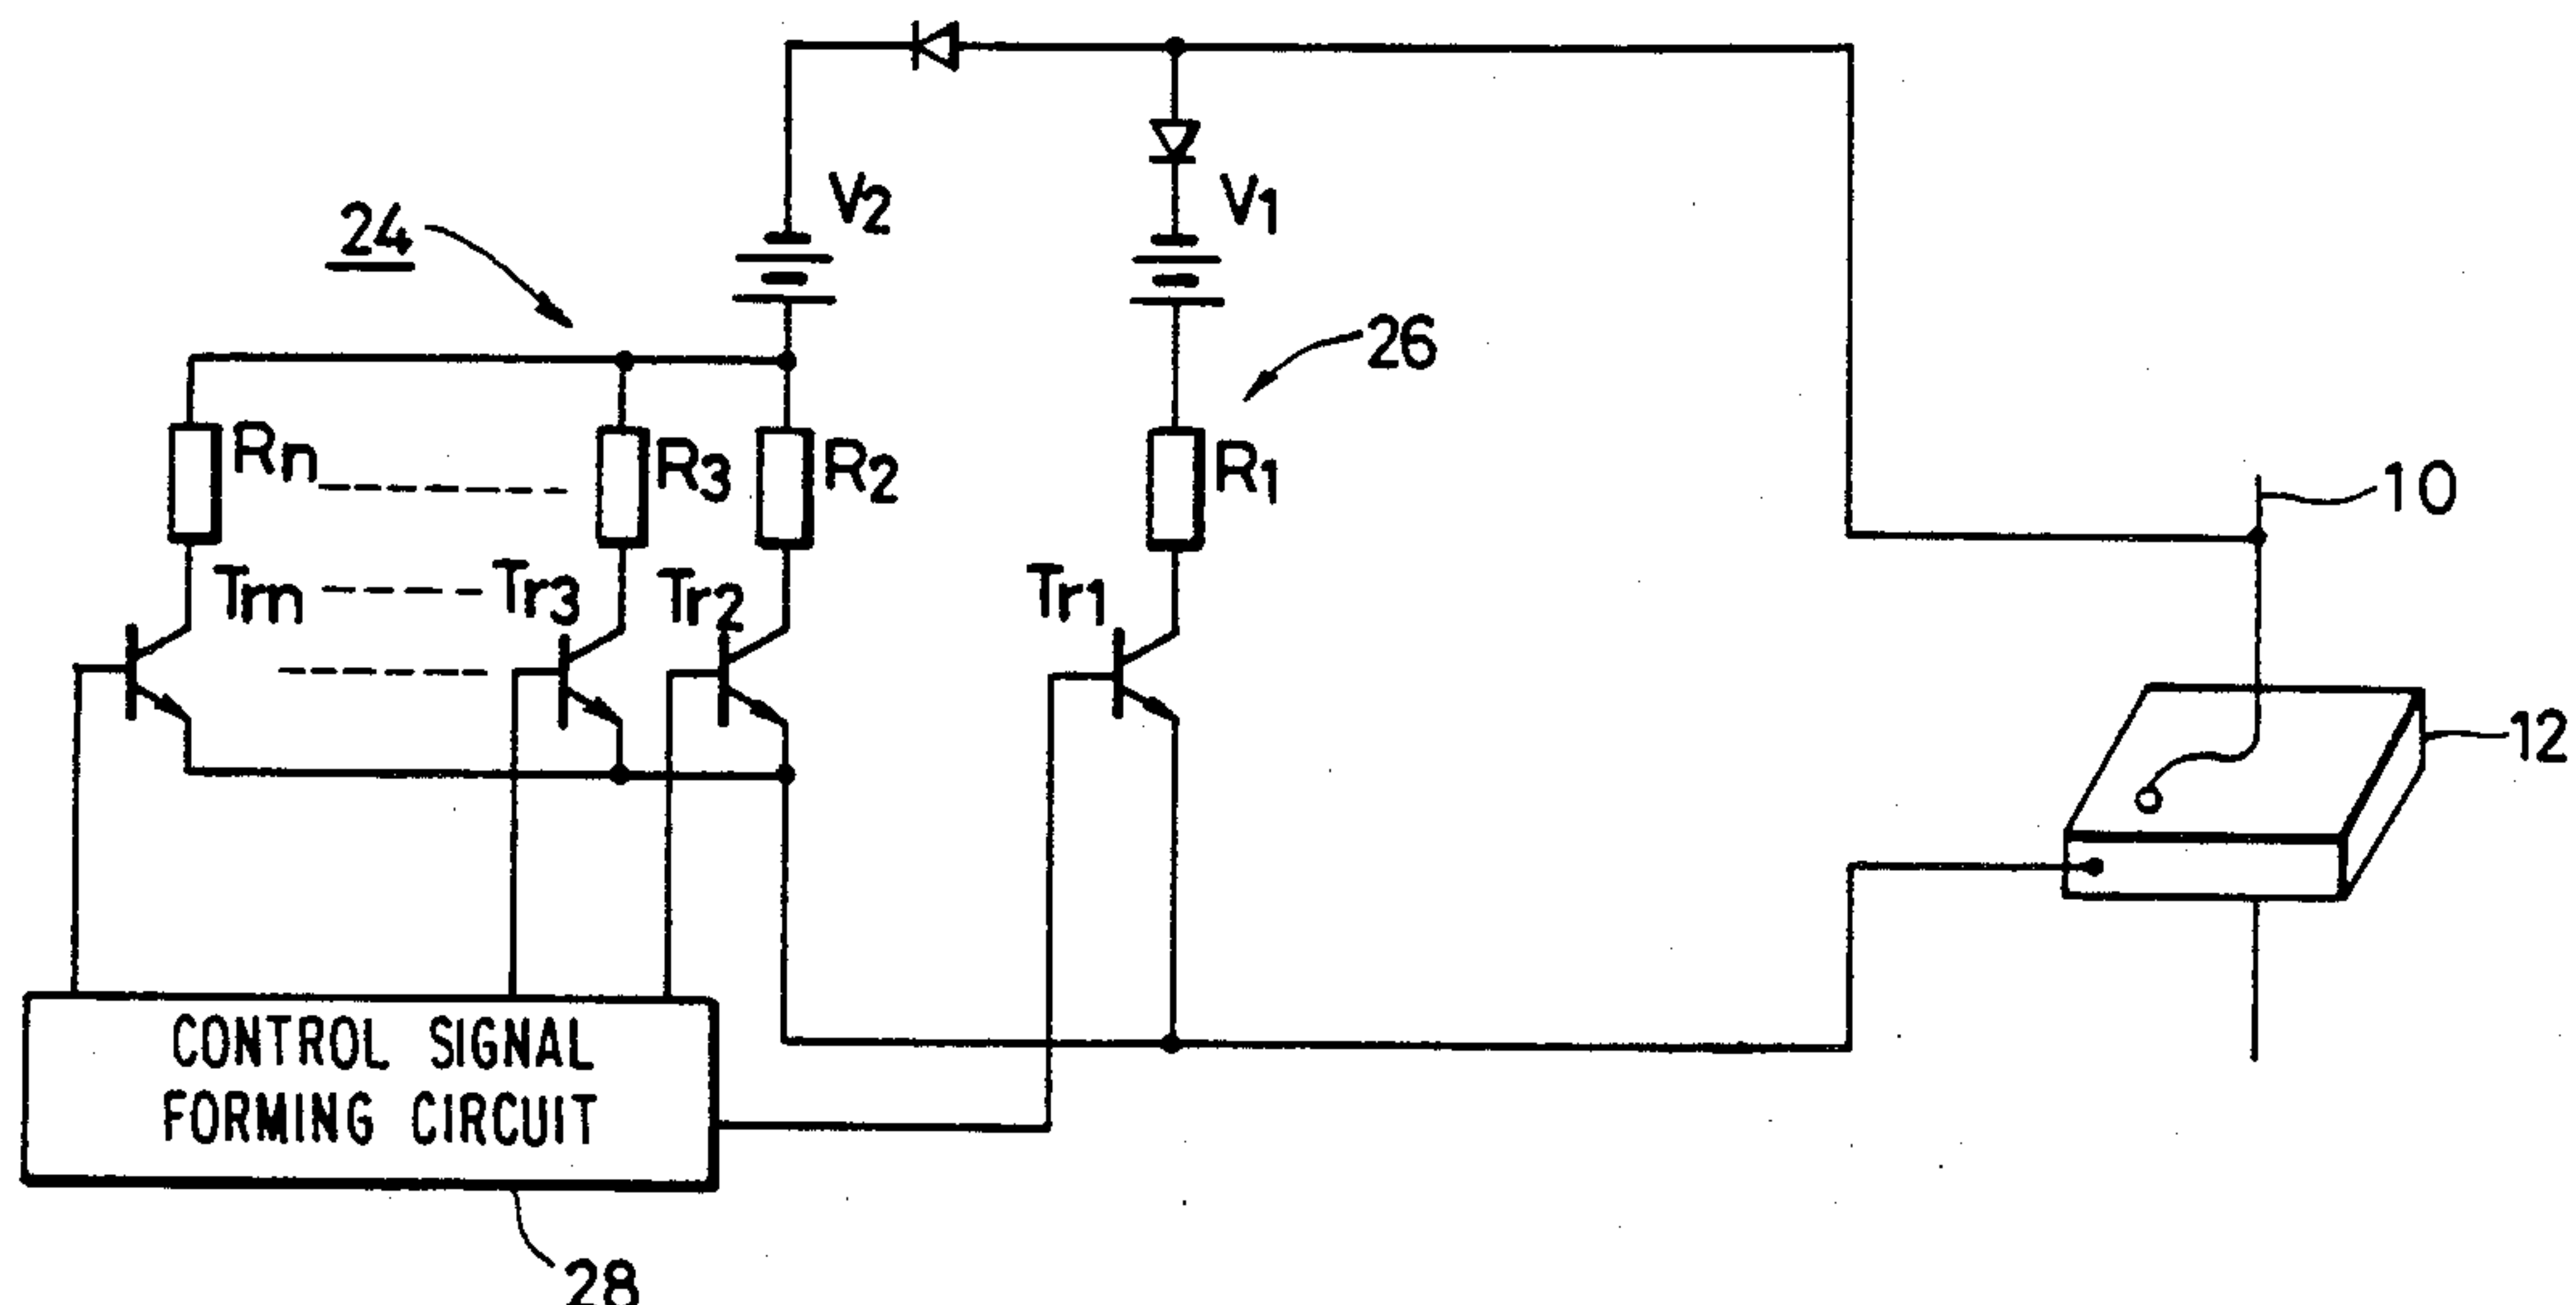 V2
V1
24
26
Rn
R3
R2
R1
10
Trn
Tr3
Tr2
Tr1
12
CONTROL SIGNAL
FORMING CIRCUIT
28